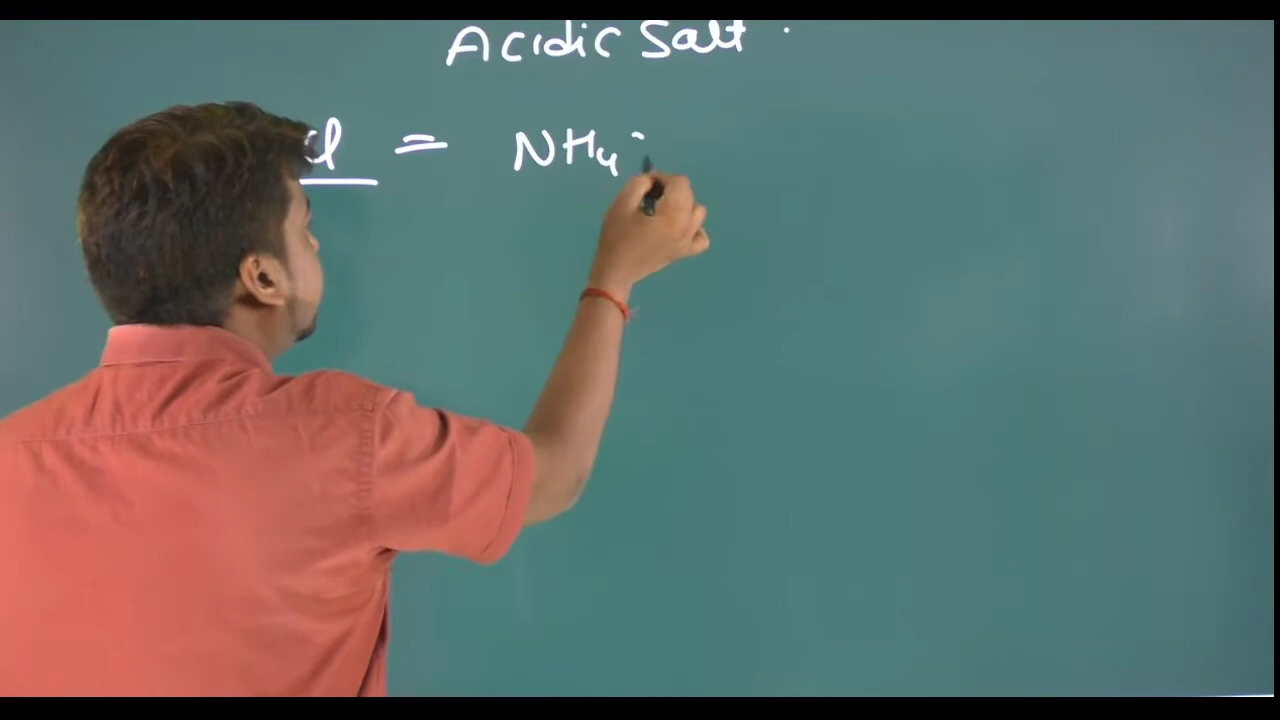 Acidic Salt .
l = NH4